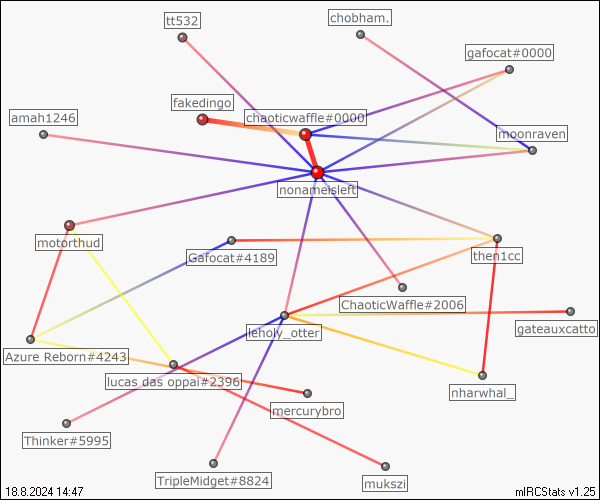 chobham.
tt532
gafocat#0000
fakedingo
amah1246
chaoticwaffle#0000
moonraven
nonameisleft
motorthud
Gafocat#4189
then1cc
ChaoticWaffle#2006
leholy_otter
gateauxcatto
Azure Reborn#4243
lucas das oppai#2396
nharwhal_
mercurybro
Thinker#5995
TripleMidget#8824
mukszi
18.8.2024 14:47
mIRCStats v1.25